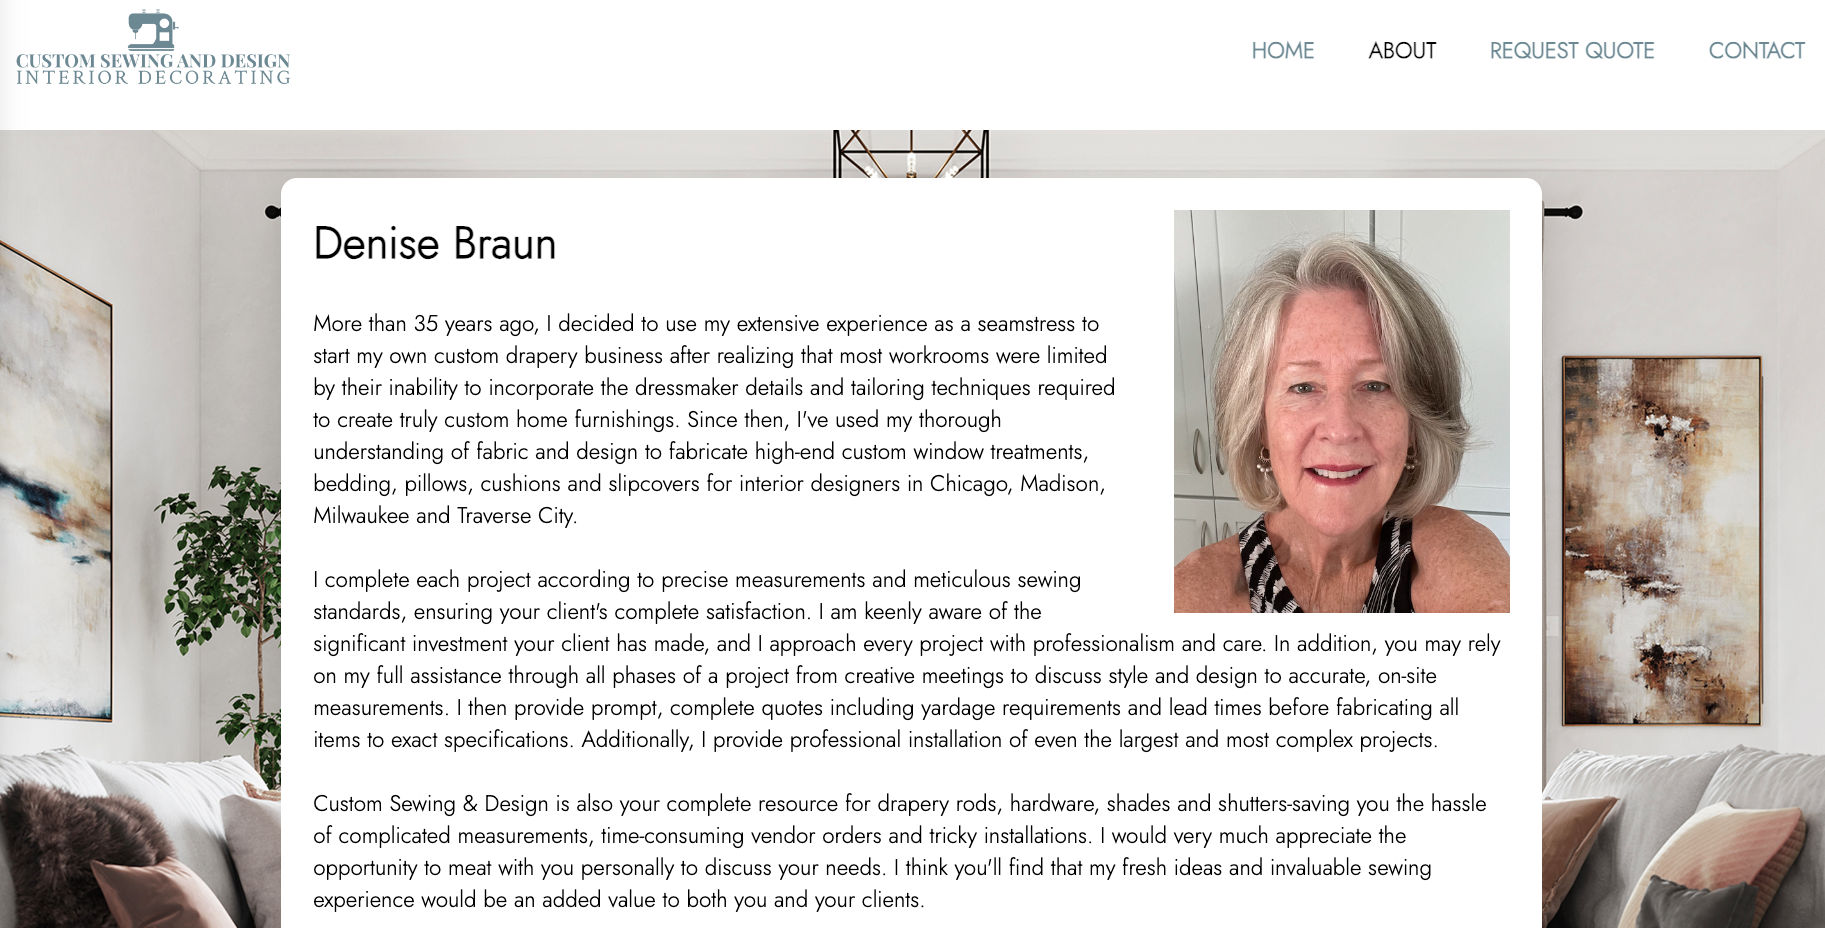 CUSTOM SEWING AND DESIGN
INTERIOR DECORATING
HOME
ABOUT
REQUEST QUOTE
CONTACT
Denise Braun
More than 35 years ago, I decided to use my extensive experience as a seamstress to
start my own custom drapery business after realizing that most workrooms were limited
by their inability to incorporate the dressmaker details and tailoring techniques required
to create truly custom home furnishings. Since then, I've used my thorough
understanding of fabric and design to fabricate high-end custom window treatments,
bedding, pillows, cushions and slipcovers for interior designers in Chicago, Madison,
Milwaukee and Traverse City.
I complete each project according to precise measurements and meticulous sewing
standards, ensuring your client's complete satisfaction. I am keenly aware of the
significant investment your client has made, and I approach every project with professionalism and care. In addition, you may rely
on my full assistance through all phases of a project from creative meetings to discuss style and design to accurate, on-site
measurements. I then provide prompt, complete quotes including yardage requirements and lead times before fabricating all
items to exact specifications. Additionally, I provide professional installation of even the largest and most complex projects.
Custom Sewing & Design is also your complete resource for drapery rods, hardware, shades and shutters-saving you the hassle
of complicated measurements, time-consuming vendor orders and tricky installations. I would very much appreciate the
opportunity to meat with you personally to discuss your needs. I think you'll find that my fresh ideas and invaluable sewing
experience would be an added value to both you and your clients.